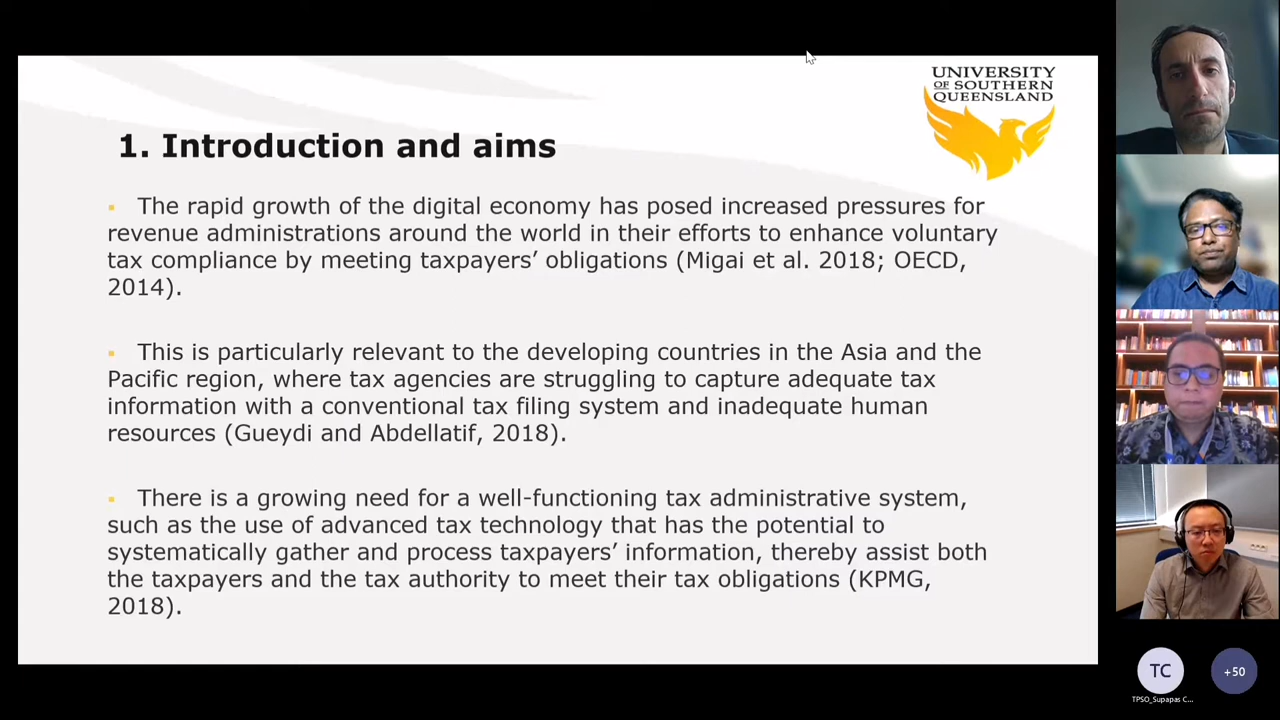 UNIVERSITY
OF SOUTHERN
QUEENSLAND
1. Introduction and aims
The rapid growth of the digital economy has posed increased pressures for
revenue administrations around the world in their efforts to enhance voluntary
tax compliance by meeting taxpayers’ obligations (Migai et al. 2018; OECD,
2014).
This is particularly relevant to the developing countries in the Asia and the
Pacific region, where tax agencies are struggling to capture adequate tax
information with a conventional tax filing system and inadequate human
resources (Gueydi and Abdellatif, 2018).
There is a growing need for a well-functioning tax administrative system,
such as the use of advanced tax technology that has the potential to
systematically gather and process taxpayers’ information, thereby assist both
the taxpayers and the tax authority to meet their tax obligations (KPMG,
2018).
TC
+50
TPSO_Supapas C...